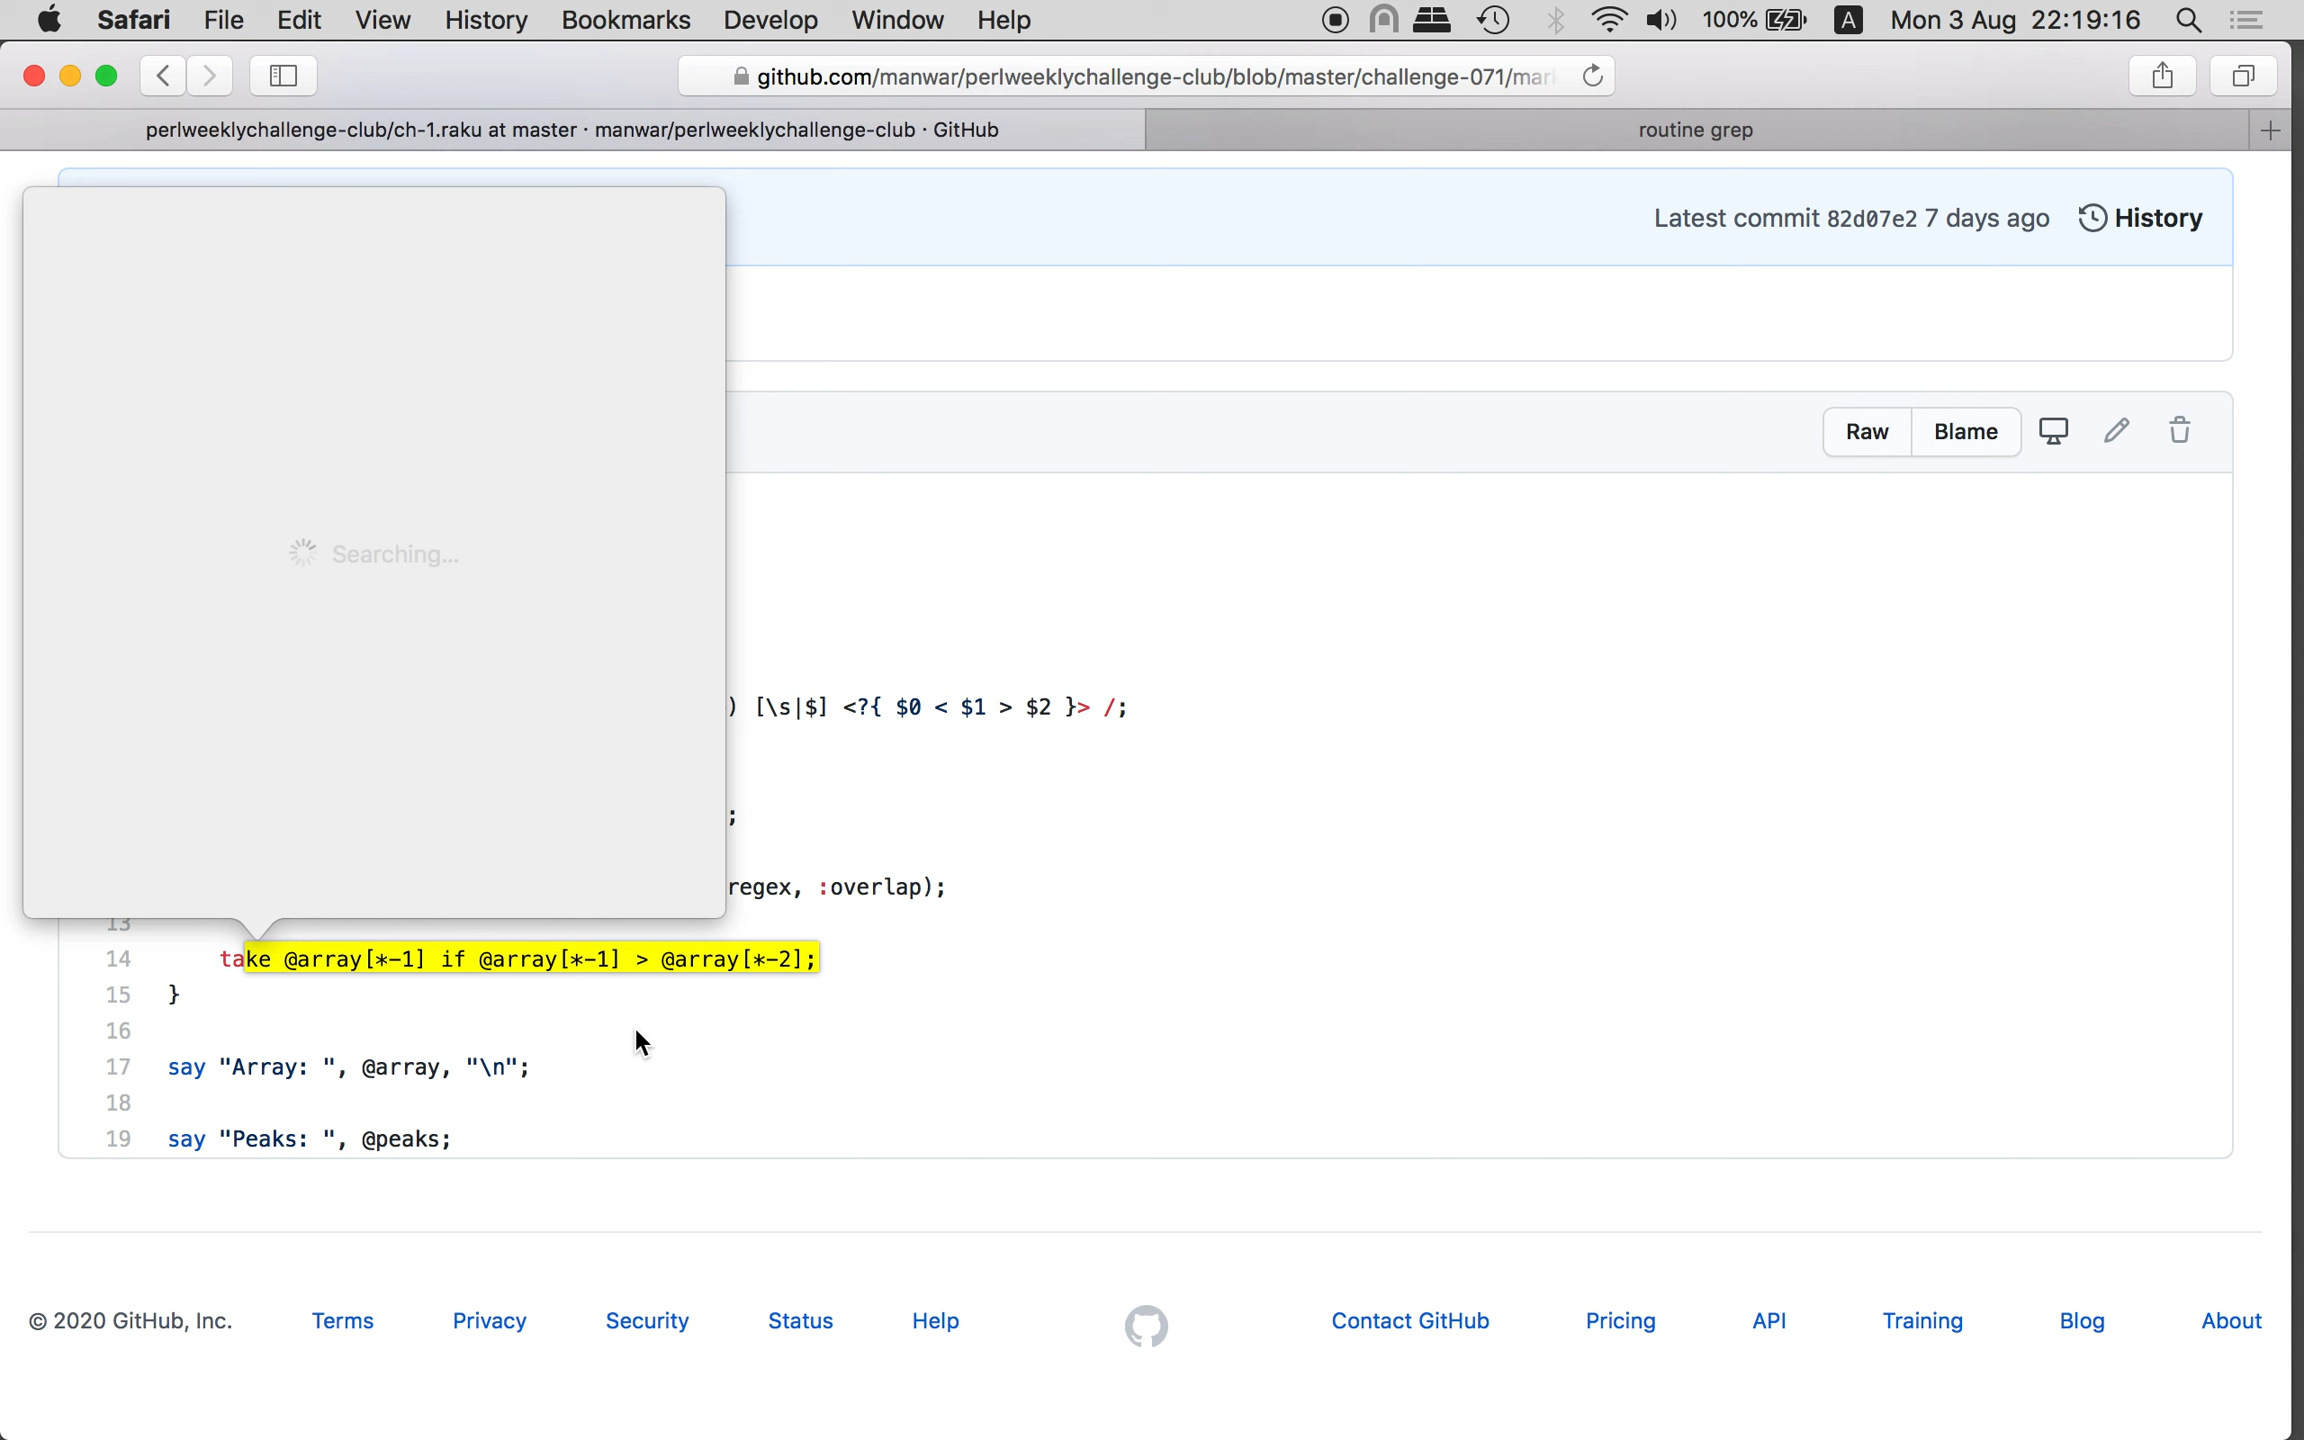 Safari File Edit View History Bookmarks Develop Window Help 100% A Mon 3 Aug 22:19:16
github.com/manwar/perlweeklychallenge-club/blob/master/challenge-071/mar
perlweeklychallenge-club/ch-1.raku at master · manwar/perlweeklychallenge-club · GitHub routine grep
Latest commit 82d07e2 7 days ago History
Raw Blame
Searching...
) [\s|$] <?{ $0 < $1 > $2 }> /;
;
regex, :overlap);
13
14 take @array[*-1] if @array[*-1] > @array[*-2];
15 }
16
17 say "Array: ", @array, "\n";
18
19 say "Peaks: ", @peaks;
© 2020 GitHub, Inc. Terms Privacy Security Status Help Contact GitHub Pricing API Training Blog About